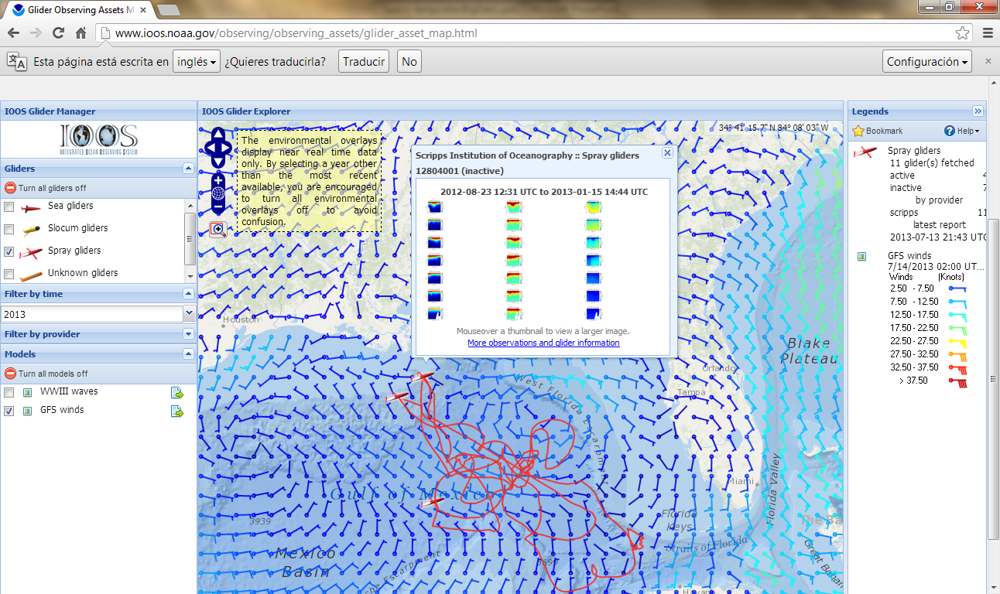 Glider Observing Assets M
www.ioos.noaa.gov/observing/observing_assets/glider_asset_map.html
Esta página está escrita en inglés ¿Quieres traducirla? Traducir No Configuración
IOOS Glider Manager
IOOS
INTEGRATED OCEAN OBSERVING SYSTEM
Gliders
Turn all gliders off
Sea gliders
Slocum gliders
Spray gliders
Unknown gliders
Filter by time
2013
Filter by provider
Models
Turn all models off
WWIII waves
GFS winds
IOOS Glider Explorer
34° 41' 15.7" N 84° 08' 03" W
The environmental overlays
display near real time data
only. By selecting a year other
than the most recent
available, you are encouraged
to turn all environmental
overlays off to avoid
confusion.
Scripps Institution of Oceanography :: Spray gliders
12804001 (inactive)
2012-08-23 12:31 UTC to 2013-01-15 14:44 UTC
Mouseover a thumbnail to view a larger image.
More observations and glider information
Houston
Blake
Plateau
Orlando
Tampa
West Florida Escarpment
Miami
Florida Valley
Gulf of Mexico
3939
Florida
Keys
The Ba
Straits of Florida
Great Baham
Mexico
Basin
Escarpment
Havana
Legends
Bookmark
Help
Spray gliders
11 glider(s) fetched
active 4
inactive 7
by provider
scripps 11
latest report
2013-07-13 21:43 UTC
GFS winds
7/14/2013 02:00 UT...
Winds (Knots)
2.50 - 7.50
7.50 - 12.50
12.50 - 17.50
17.50 - 22.50
22.50 - 27.50
27.50 - 32.50
32.50 - 37.50
> 37.50